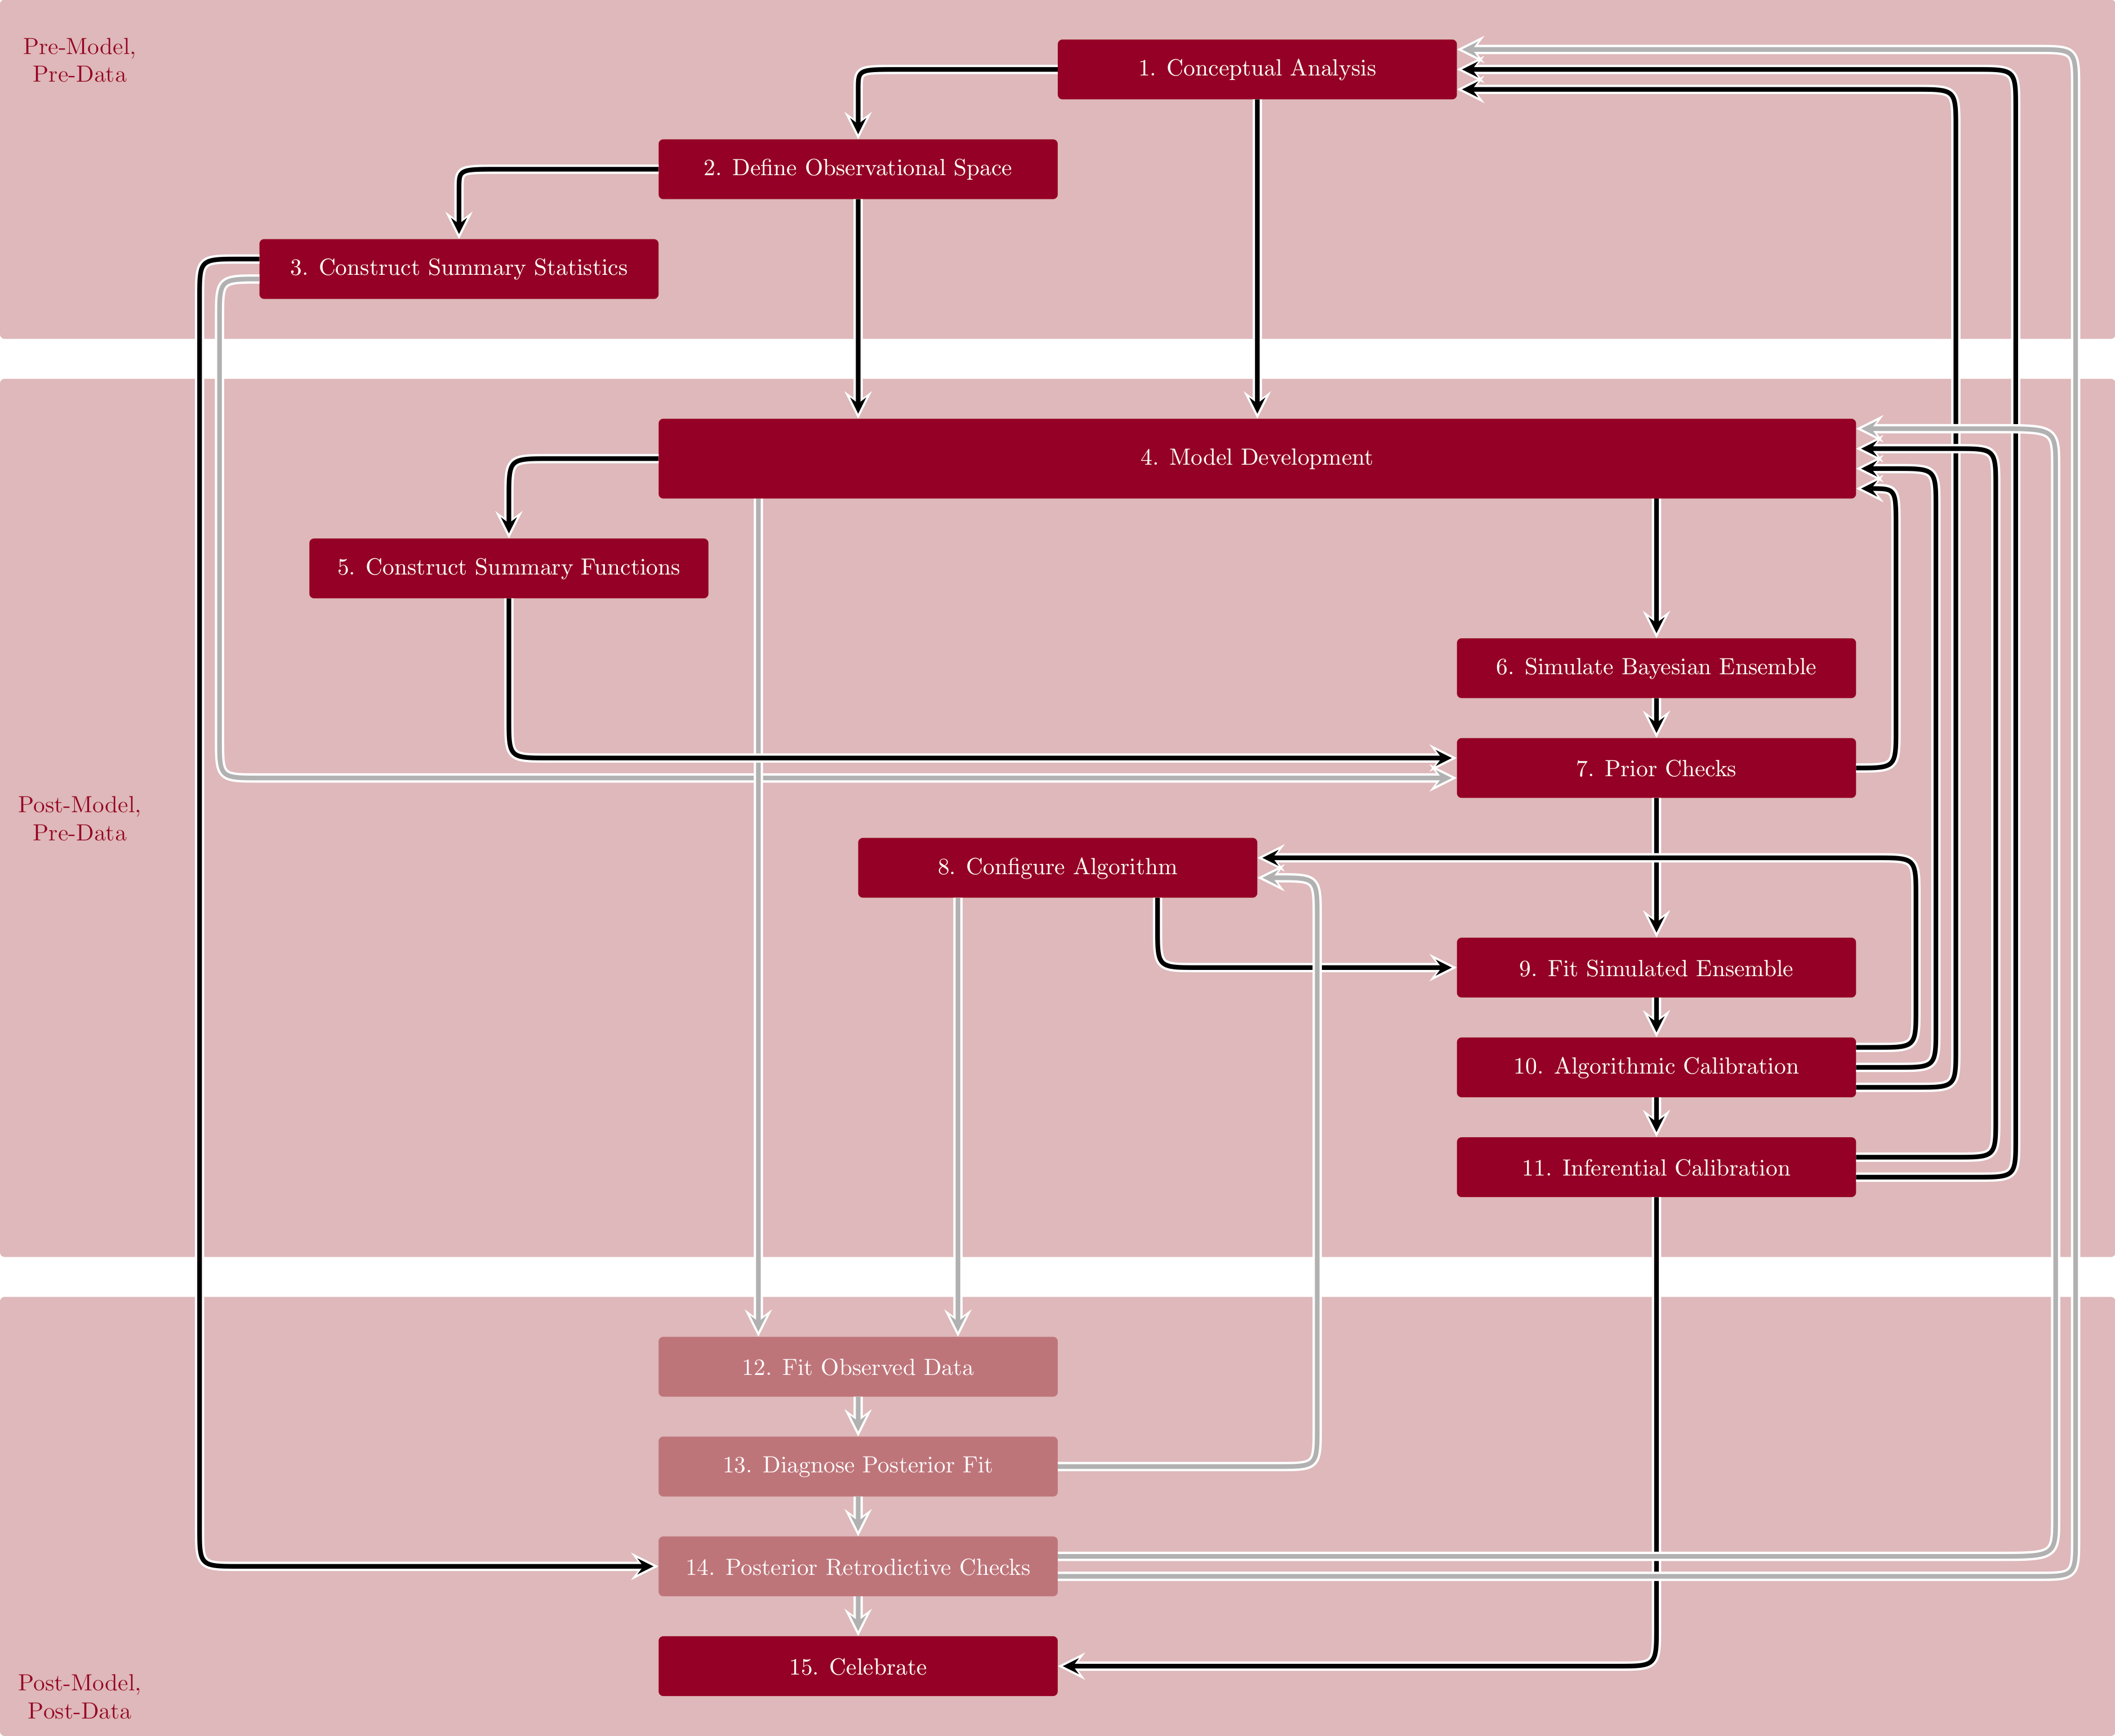 Pre-Model,
Pre-Data
1. Conceptual Analysis
2. Define Observational Space
3. Construct Summary Statistics
4. Model Development
5. Construct Summary Functions
6. Simulate Bayesian Ensemble
7. Prior Checks
Post-Model,
Pre-Data
8. Configure Algorithm
9. Fit Simulated Ensemble
10. Algorithmic Calibration
11. Inferential Calibration
12. Fit Observed Data
13. Diagnose Posterior Fit
14. Posterior Retrodictive Checks
15. Celebrate
Post-Model,
Post-Data